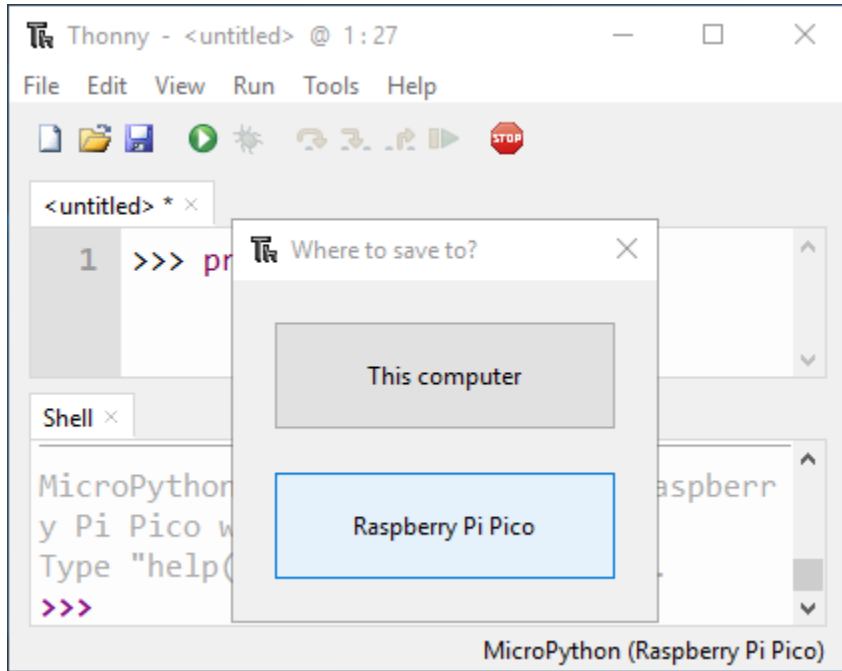 Thonny - <untitled> @ 1:27
File Edit View Run Tools Help
STOP
<untitled> * ×
1 >>> pr
Where to save to?
This computer
Raspberry Pi Pico
Shell ×
MicroPython aspberr
y Pi Pico w
Type "help( .
>>>
MicroPython (Raspberry Pi Pico)